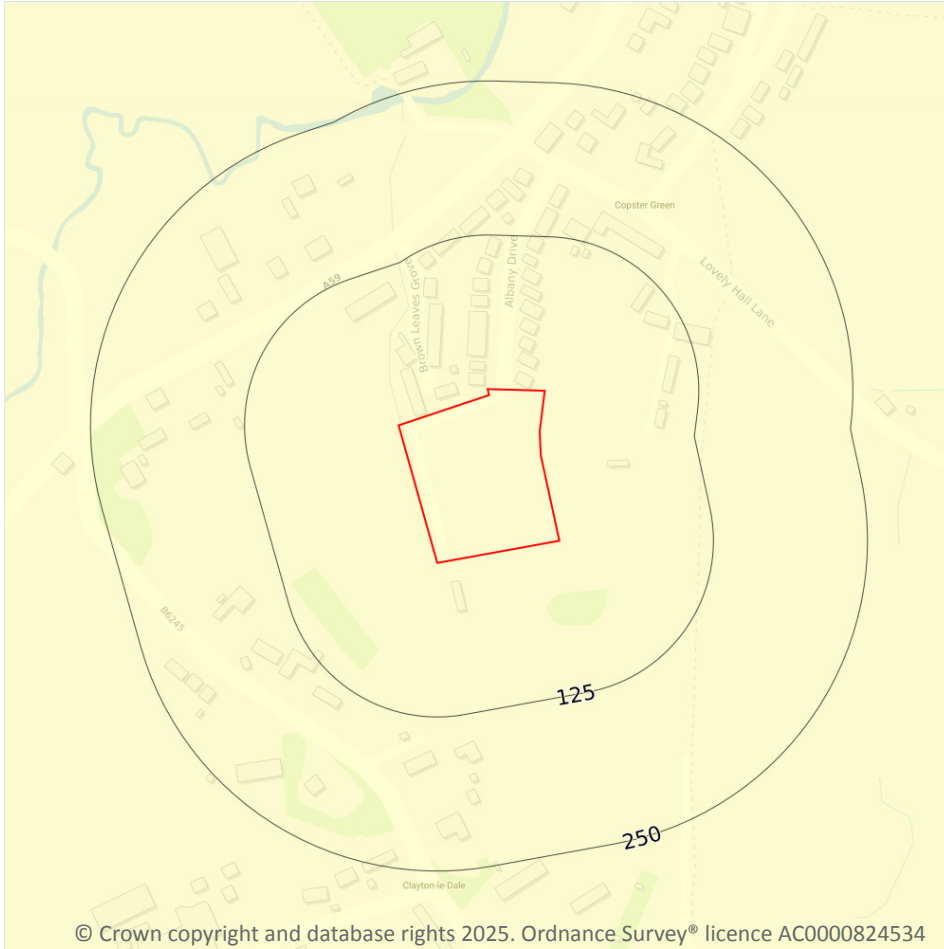 Copster Green
Albany Drive
Lovely Hall Lane
A59
Brown Leaves Grove
B6245
125
250
Clayton-le-Dale
© Crown copyright and database rights 2025. Ordnance Survey® licence AC0000824534